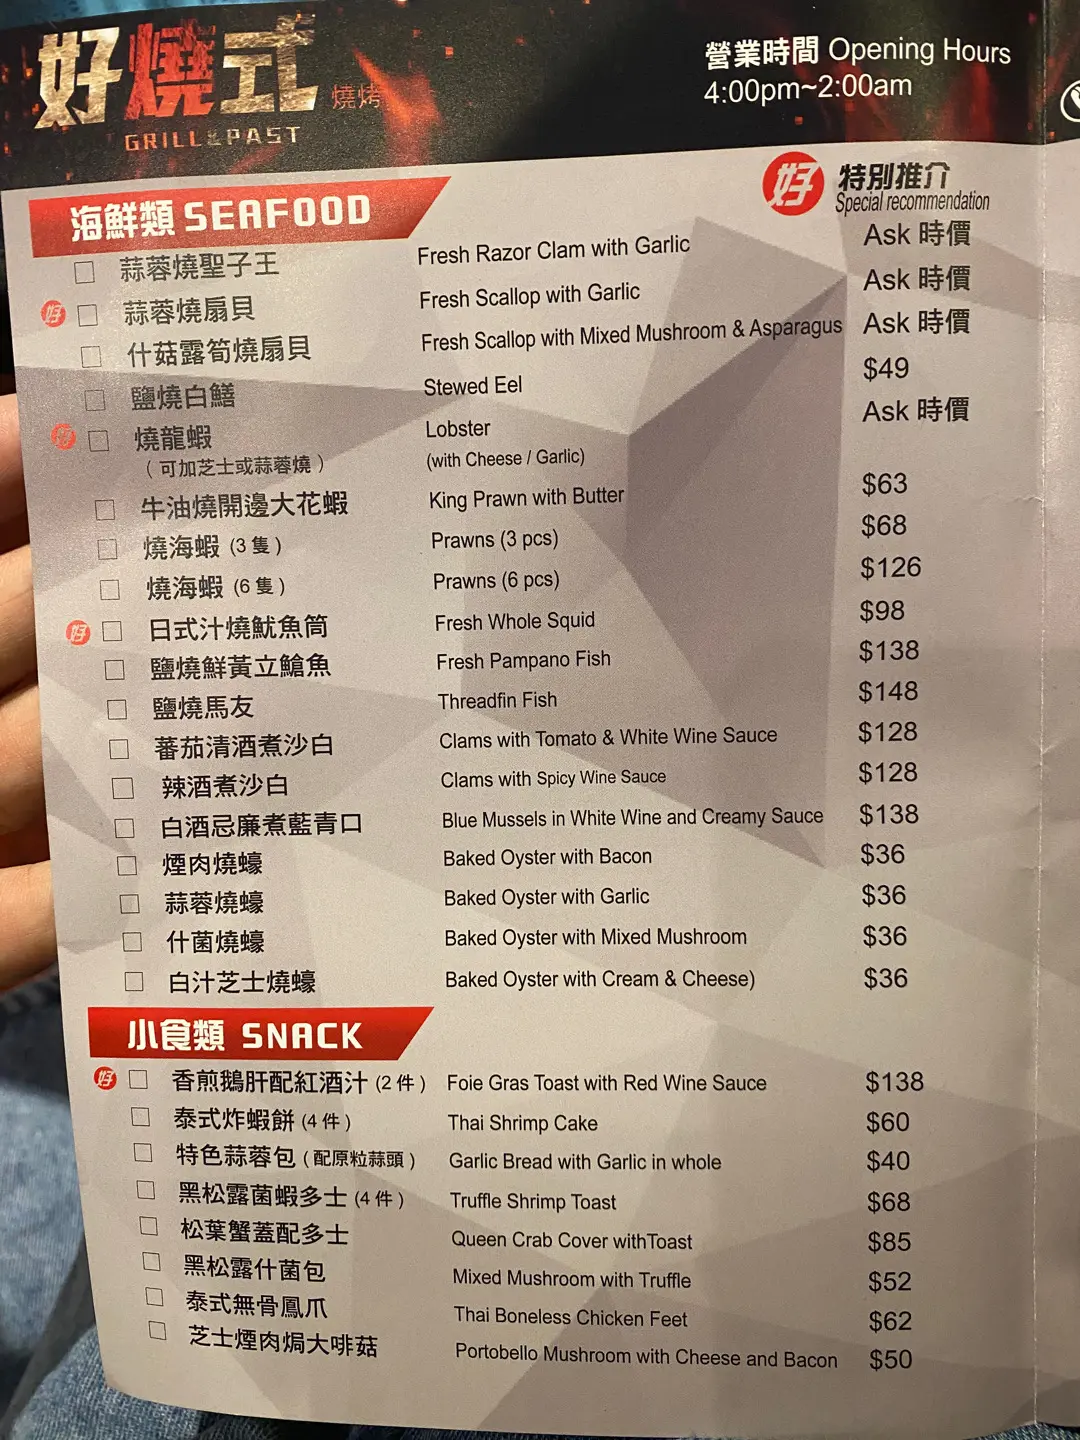 好燒式 燒烤
GRILL&PAST
營業時間 Opening Hours
4:00pm~2:00am
好 特別推介
Special recommendation
海鮮類 SEAFOOD
蒜蓉燒聖子王 Fresh Razor Clam with Garlic Ask 時價
好 蒜蓉燒扇貝 Fresh Scallop with Garlic Ask 時價
什菇露筍燒扇貝 Fresh Scallop with Mixed Mushroom & Asparagus Ask 時價
鹽燒白鱔 Stewed Eel $49
好 燒龍蝦 Lobster Ask 時價
（可加芝士或蒜蓉燒） (with Cheese / Garlic)
牛油燒開邊大花蝦 King Prawn with Butter $63
燒海蝦 (3 隻) Prawns (3 pcs) $68
燒海蝦 (6 隻) Prawns (6 pcs) $126
好 日式汁燒魷魚筒 Fresh Whole Squid $98
鹽燒鮮黃立鱠魚 Fresh Pampano Fish $138
鹽燒馬友 Threadfin Fish $148
蕃茄清酒煮沙白 Clams with Tomato & White Wine Sauce $128
辣酒煮沙白 Clams with Spicy Wine Sauce $128
白酒忌廉煮藍青口 Blue Mussels in White Wine and Creamy Sauce $138
煙肉燒蠔 Baked Oyster with Bacon $36
蒜蓉燒蠔 Baked Oyster with Garlic $36
什菌燒蠔 Baked Oyster with Mixed Mushroom $36
白汁芝士燒蠔 Baked Oyster with Cream & Cheese) $36
小食類 SNACK
好 香煎鵝肝配紅酒汁 (2 件) Foie Gras Toast with Red Wine Sauce $138
泰式炸蝦餅 (4 件) Thai Shrimp Cake $60
特色蒜蓉包 (配原粒蒜頭) Garlic Bread with Garlic in whole $40
黑松露菌蝦多士 (4 件) Truffle Shrimp Toast $68
松葉蟹蓋配多士 Queen Crab Cover withToast $85
黑松露什菌包 Mixed Mushroom with Truffle $52
泰式無骨鳳爪 Thai Boneless Chicken Feet $62
芝士煙肉焗大啡菇 Portobello Mushroom with Cheese and Bacon $50